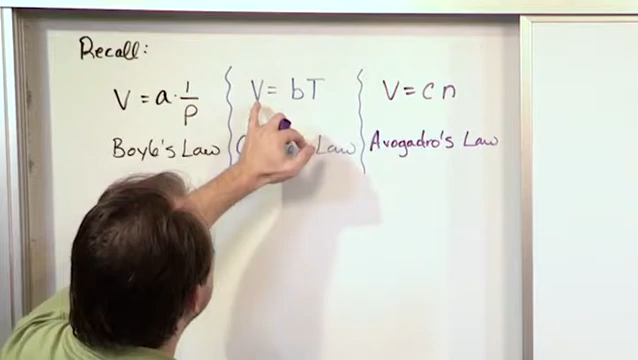 Recall:
V = a · 1/P
V = bT
V = c n
Boyle's Law
Law
Avogadro's Law